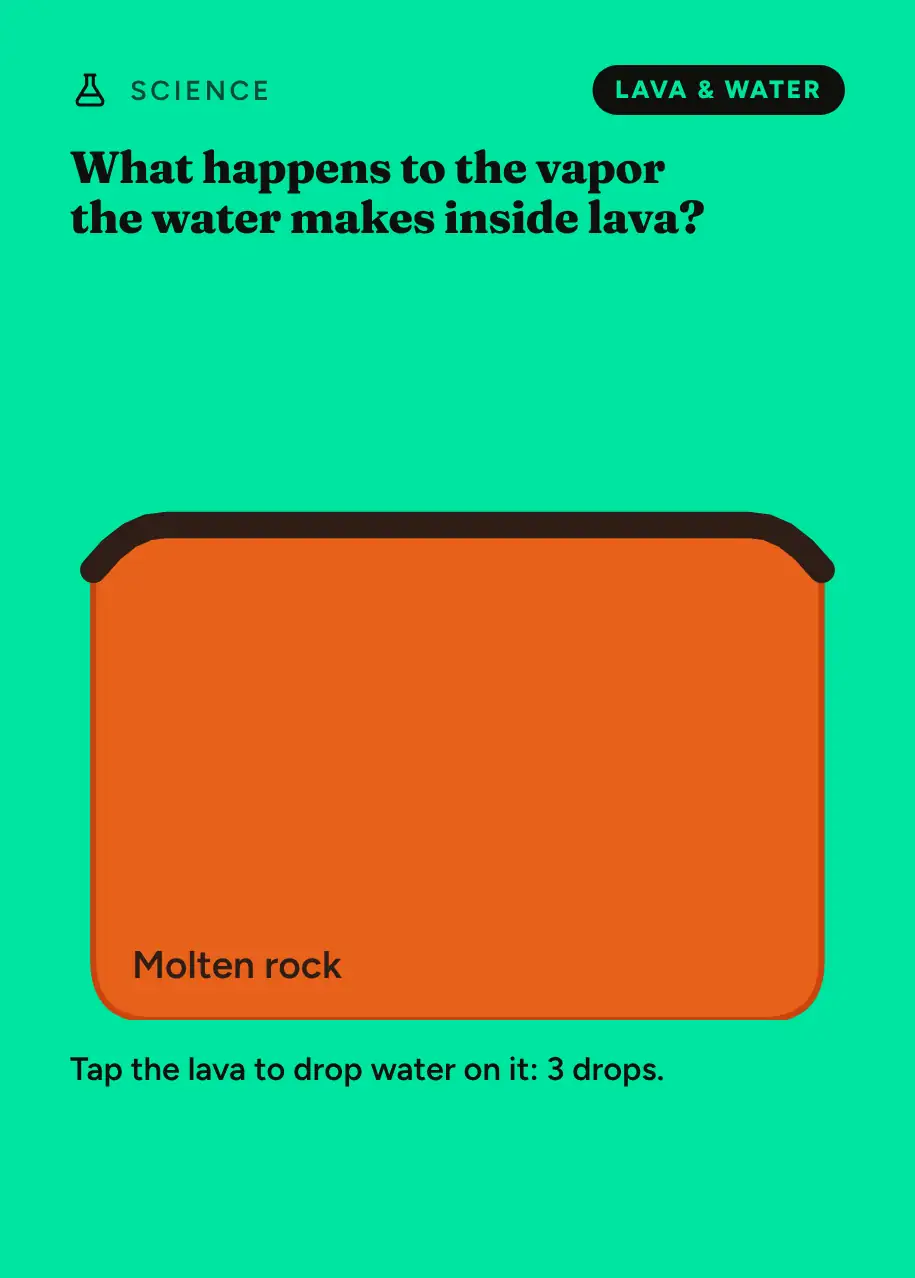 SCIENCE
LAVA & WATER
What happens to the vapor
the water makes inside lava?
Molten rock
Tap the lava to drop water on it: 3 drops.